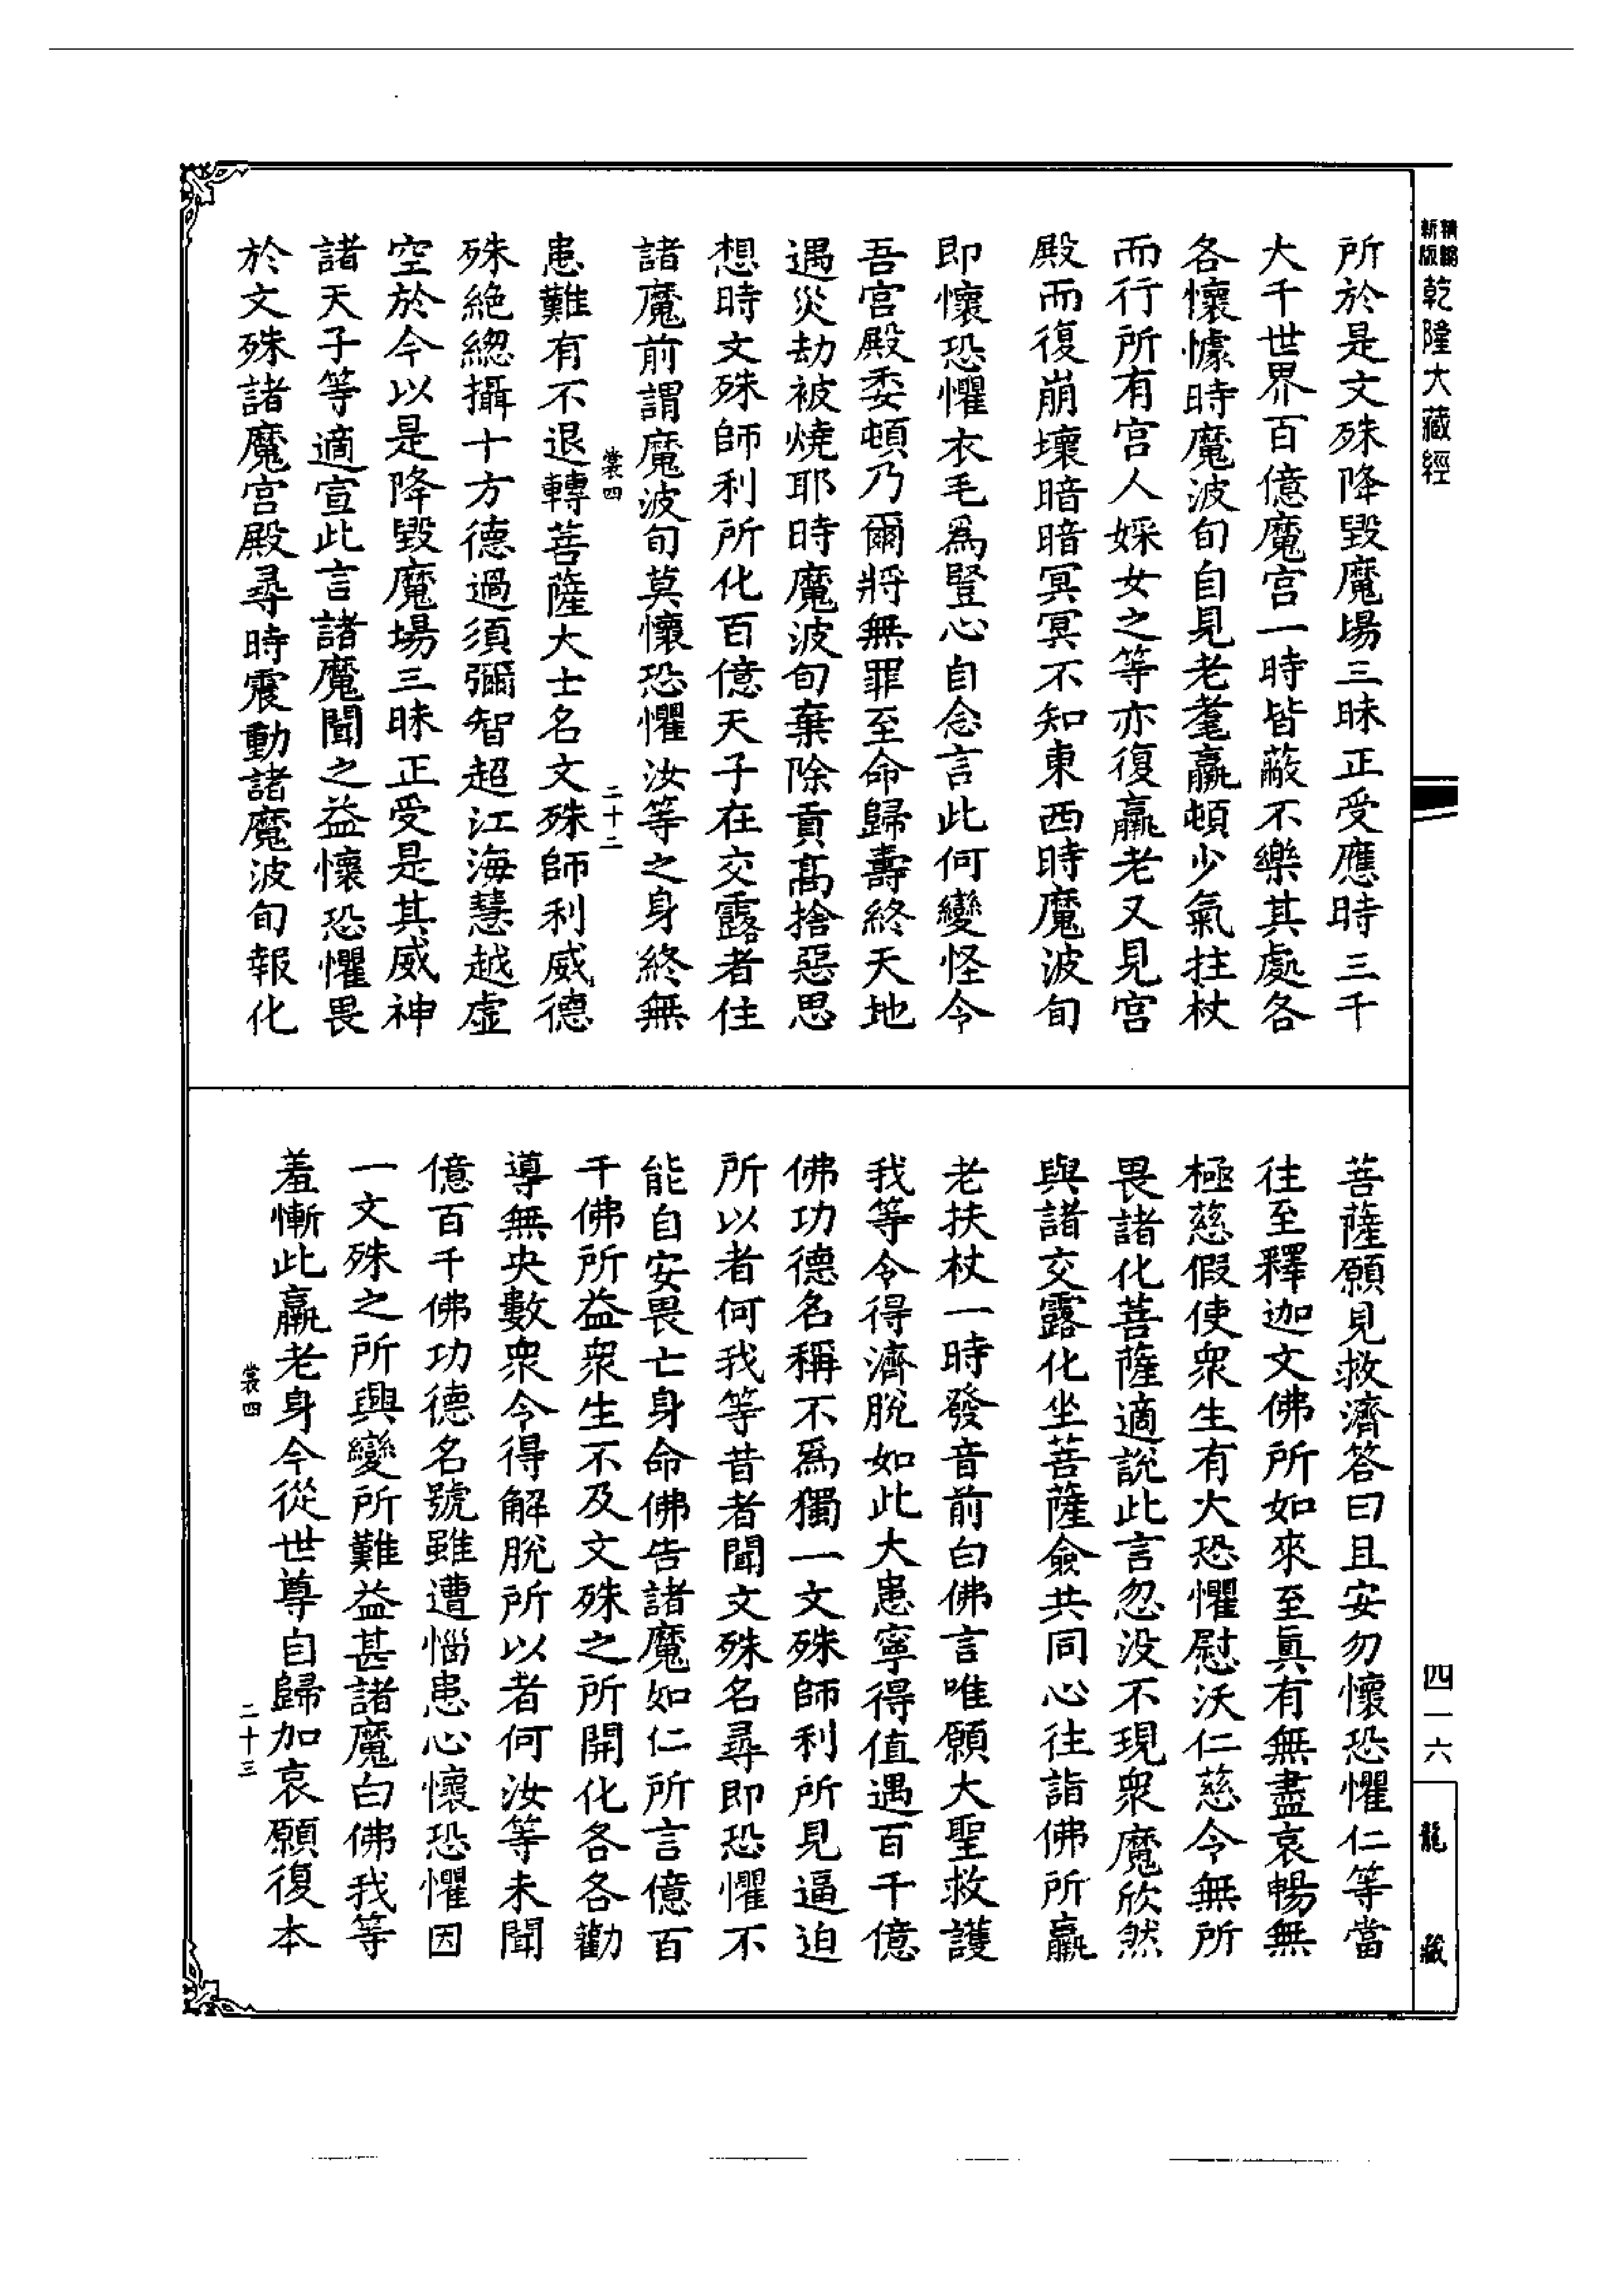 新版
精縮
乾隆大藏經
四一六
龍藏
所於是文殊降毀魔場三昧正受應時三千
大千世界百億魔宮一時皆蔽不樂其處各
各懷懅時魔波旬自見老耄羸頓少氣拄杖
而行所有宮人婇女之等亦復羸老又見宮
殿而復崩壞暗暗冥冥不知東西時魔波旬
即懷恐懼衣毛爲豎心自念言此何變怪令
吾宮殿委頓乃爾將無罪至命歸壽終天地
遇災劫被燒耶時魔波旬棄除貢高捨惡思
想時文殊師利所化百億天子在交露者住
諸魔前謂魔波旬莫懷恐懼汝等之身終無
裳四
二十二
患難有不退轉菩薩大士名文殊師利威德
殊絶緫攝十方德過須彌智超江海慧越虛
空於今以是降毀魔場三昧正受是其威神
諸天子等適宣此言諸魔聞之益懷恐懼畏
於文殊諸魔宮殿尋時震動諸魔波旬報化
菩薩願見救濟答曰且安勿懷恐懼仁等當
往至釋迦文佛所如來至眞有無盡哀暢無
極慈假使衆生有大恐懼慰沃仁慈令無所
畏諸化菩薩適說此言忽没不現衆魔欣然
與諸交露化坐菩薩僉共同心往詣佛所羸
老扶杖一時發音前白佛言唯願大聖救護
我等令得濟脫如此大患寧得值遇百千億
佛功德名稱不爲獨一文殊師利所見逼迫
所以者何我等昔者聞文殊名尋即恐懼不
能自安畏亡身命佛告諸魔如仁所言億百
千佛所益衆生不及文殊之所開化各各勸
導無央數衆令得解脫所以者何汝等未聞
億百千佛功德名號雖遭惱患心懷恐懼因
一文殊之所興變所難益甚諸魔白佛我等
羞慚此羸老身今從世尊自歸加哀願復本
裳四
二十三